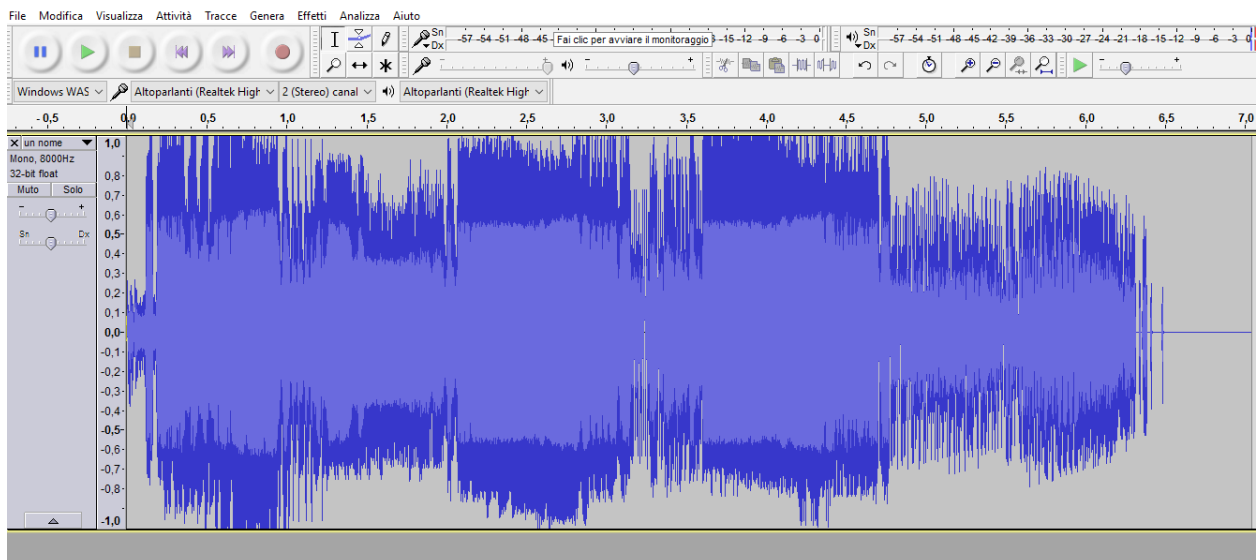 File Modifica Visualizza Attività Tracce Genera Effetti Analizza Aiuto
Sn Dx -57 -54 -51 -48 -45 Fai clic per avviare il monitoraggio -15 -12 -9 -6 -3 0
Sn Dx -57 -54 -51 -48 -45 -42 -39 -36 -33 -30 -27 -24 -21 -18 -15 -12 -9 -6 -3 0
Windows WAS Altoparlanti (Realtek High 2 (Stereo) canal Altoparlanti (Realtek High
-0,5 0,0 0,5 1,0 1,5 2,0 2,5 3,0 3,5 4,0 4,5 5,0 5,5 6,0 6,5 7,0
X un nome
Mono, 8000Hz
32-bit float
Muto Solo
- +
Sn Dx
1,0
0,8-
0,7-
0,6-
0,5-
0,4-
0,3-
0,2-
0,1-
0,0-
-0,1-
-0,2-
-0,3-
-0,4-
-0,5-
-0,6-
-0,7-
-0,8-
-1,0